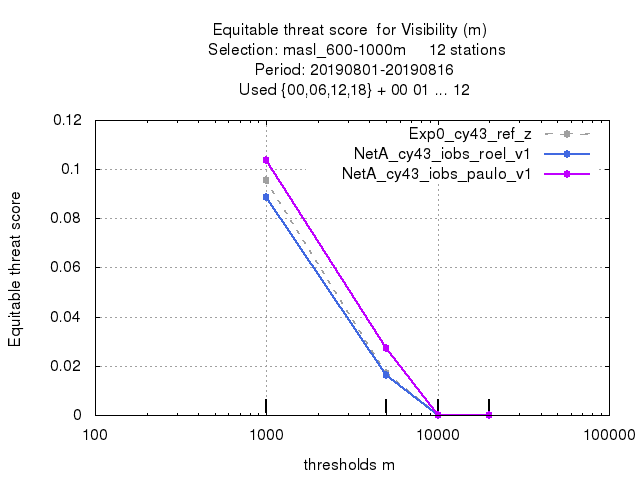 Equitable threat score  for Visibility (m)
Selection: masl_600-1000m     12 stations
Period: 20190801-20190816
Used {00,06,12,18} + 00 01 ... 12
Exp0_cy43_ref_z
NetA_cy43_iobs_roel_v1
NetA_cy43_iobs_paulo_v1
Equitable threat score
0.12
0.1
0.08
0.06
0.04
0.02
0
100 1000 10000 100000
thresholds m